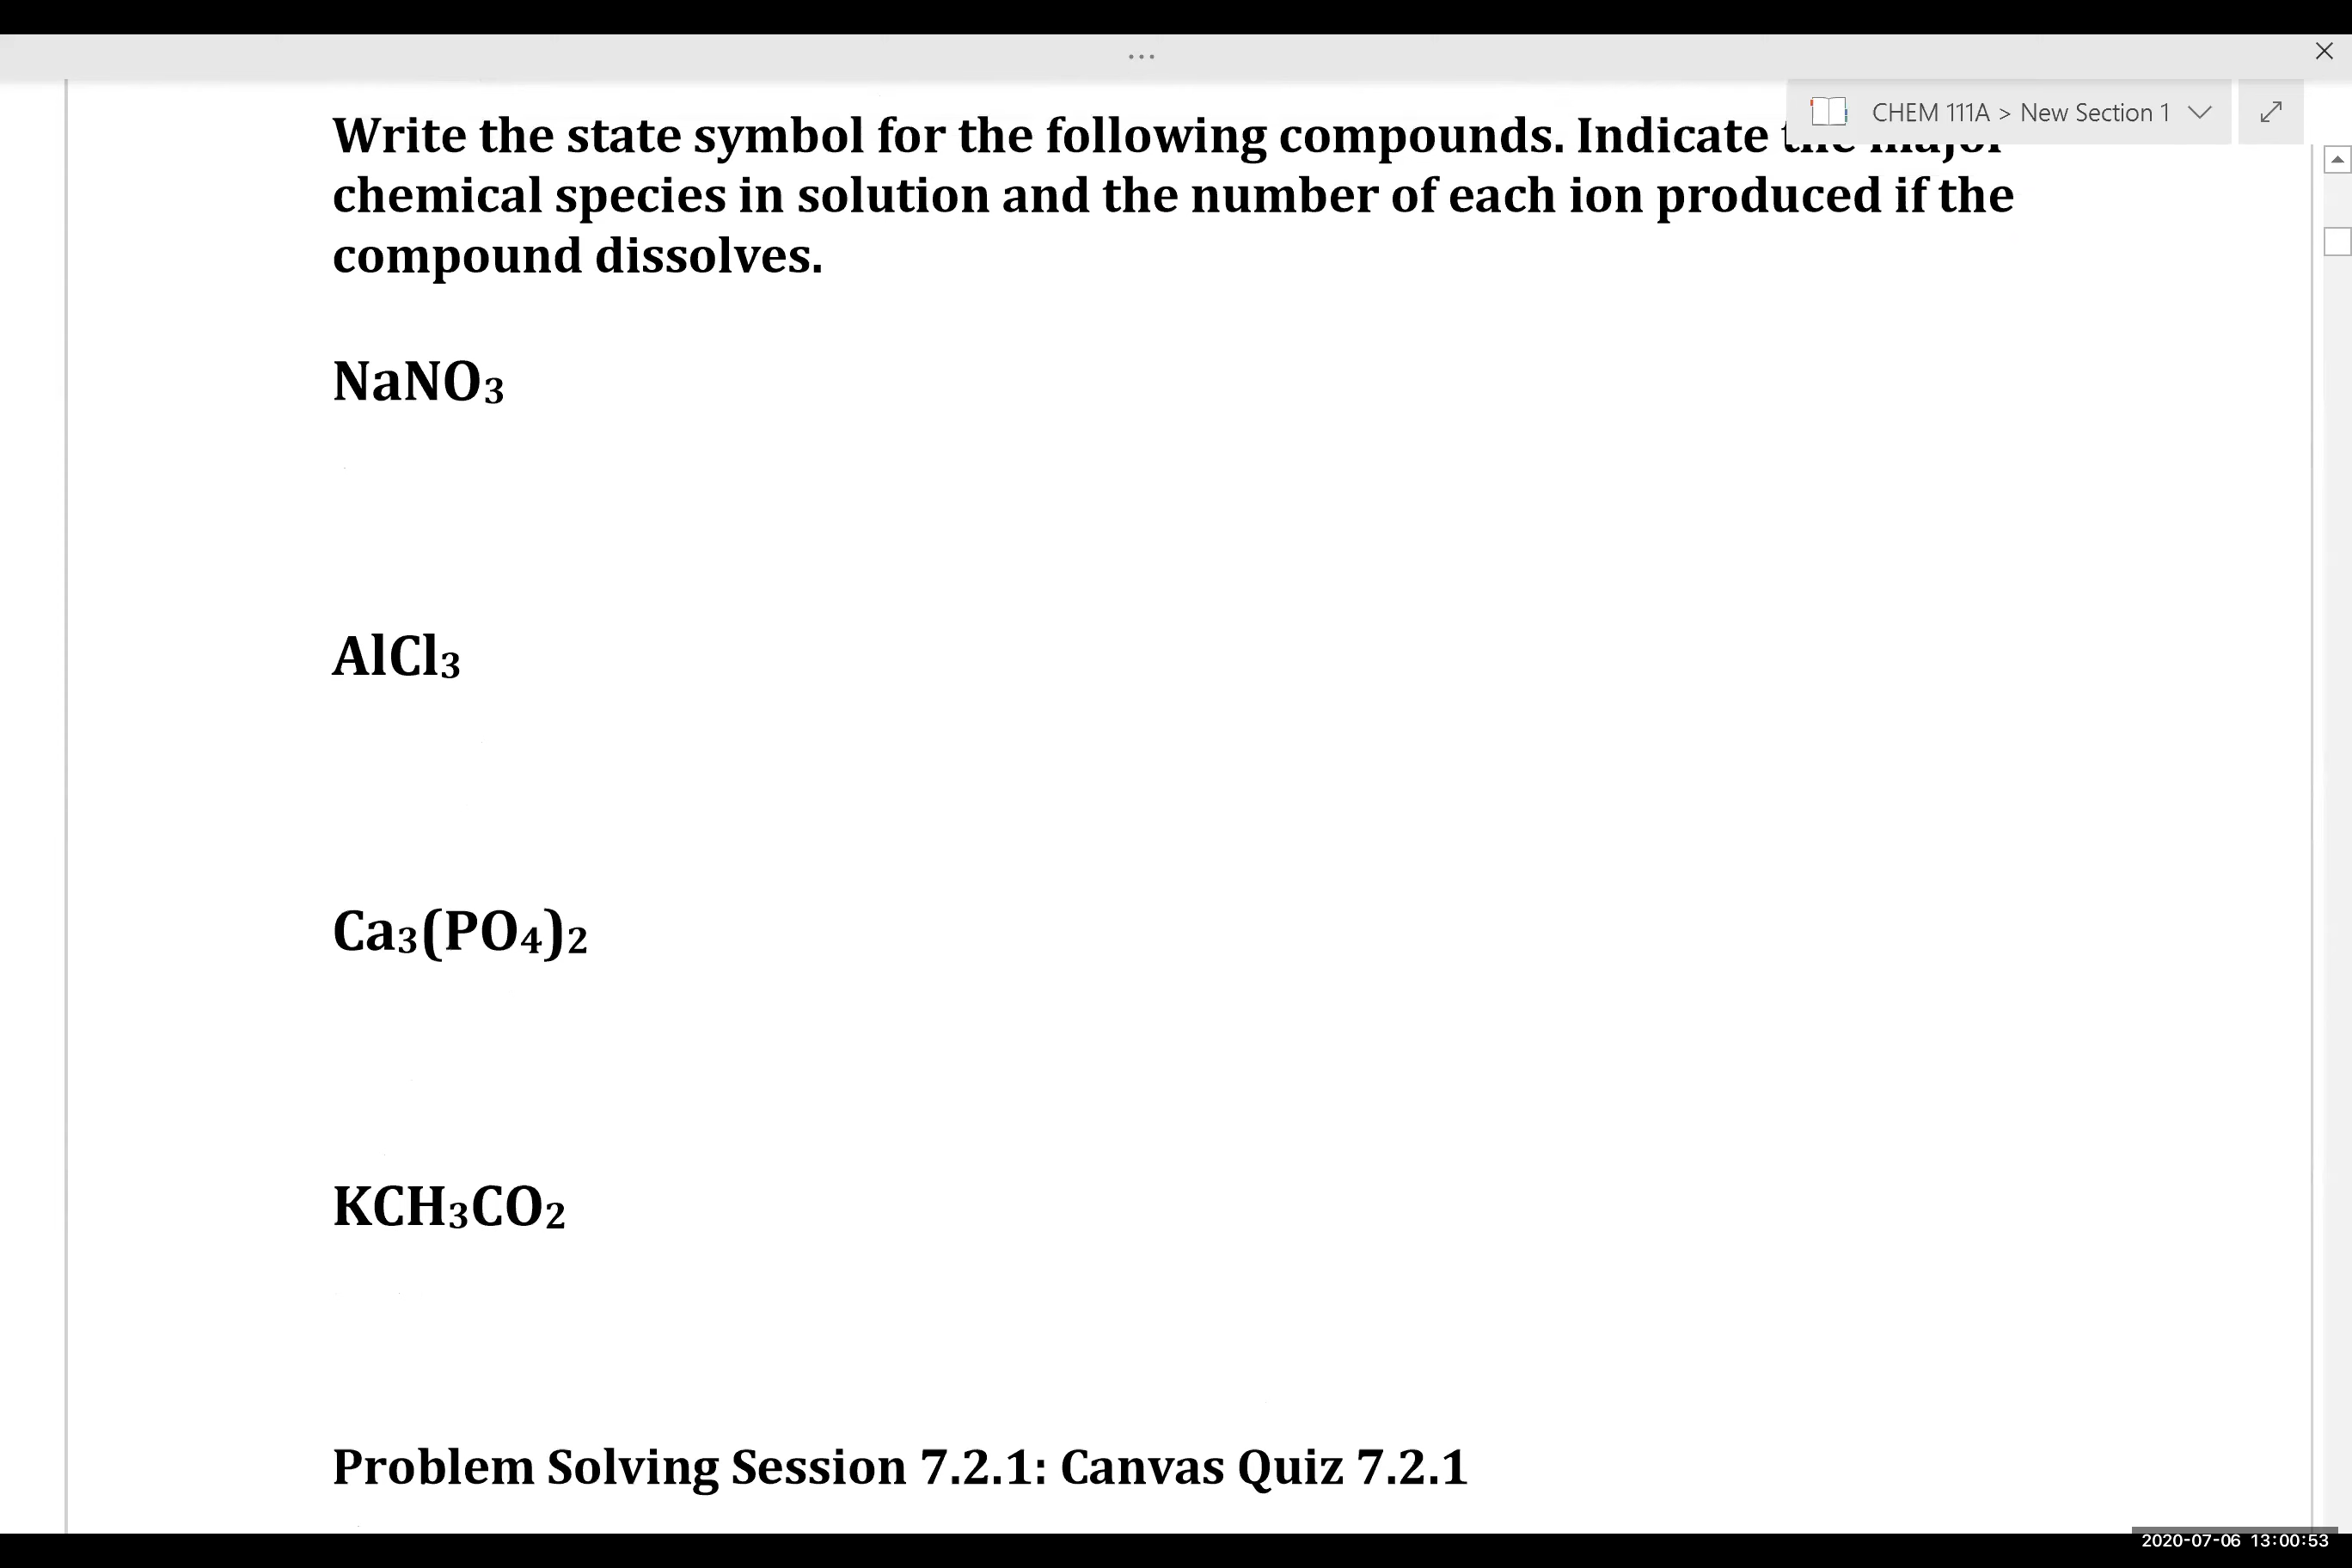 ...
CHEM 111A > New Section 1
Write the state symbol for the following compounds. Indicate
chemical species in solution and the number of each ion produced if the
compound dissolves.
NaNO3
AlCl3
Ca3(PO4)2
KCH3CO2
Problem Solving Session 7.2.1: Canvas Quiz 7.2.1
2020-07-06 13:00:53